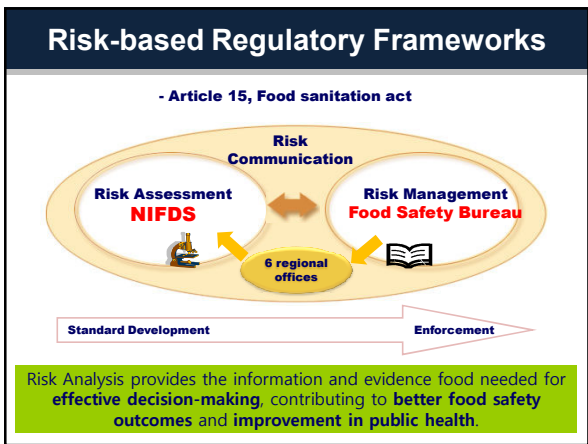 Risk-based Regulatory Frameworks
- Article 15, Food sanitation act
Risk
Communication
Risk Assessment
NIFDS
Risk Management
Food Safety Bureau
6 regional
offices
Standard Development
Enforcement
Risk Analysis provides the information and evidence food needed for
effective decision-making, contributing to better food safety
outcomes and improvement in public health.